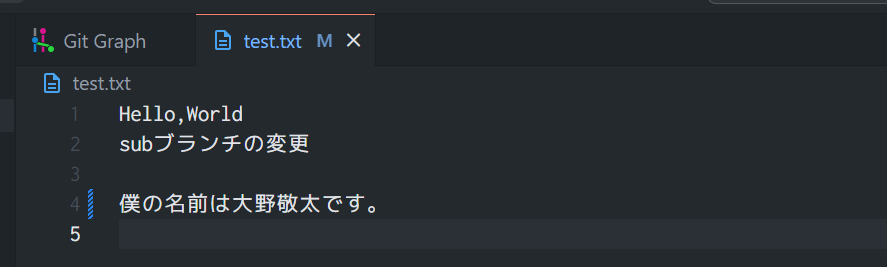 Git Graph
test.txt M
test.txt
1 Hello,World
2 subブランチの変更
3
4 僕の名前は大野敬太です。
5